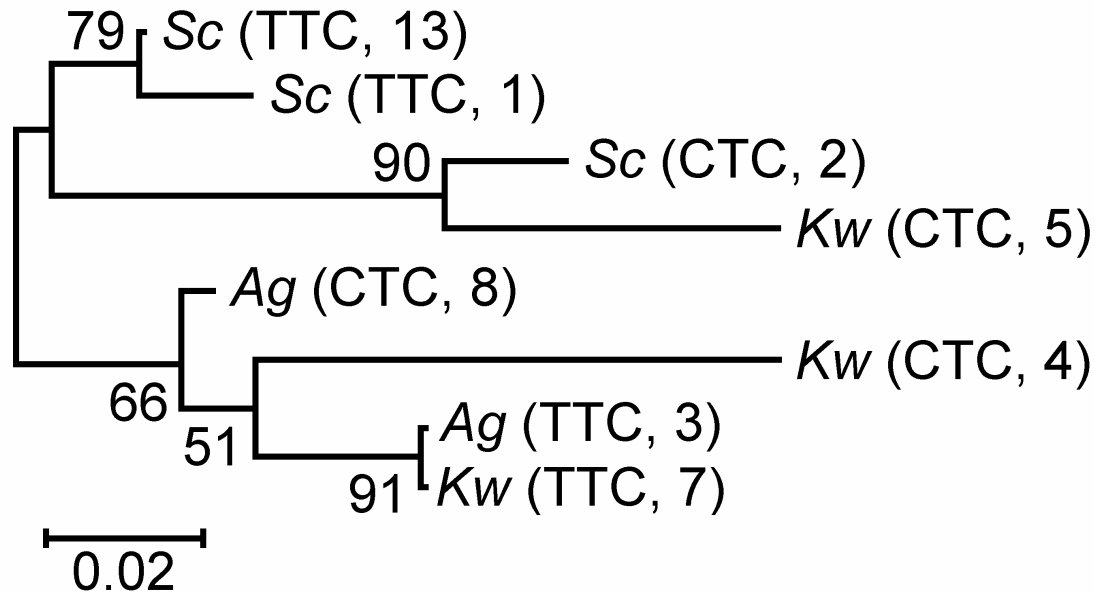 79 Sc (TTC, 13)
Sc (TTC, 1)
90 Sc (CTC, 2)
Kw (CTC, 5)
Ag (CTC, 8)
Kw (CTC, 4)
66
Ag (TTC, 3)
51
91 Kw (TTC, 7)
0.02